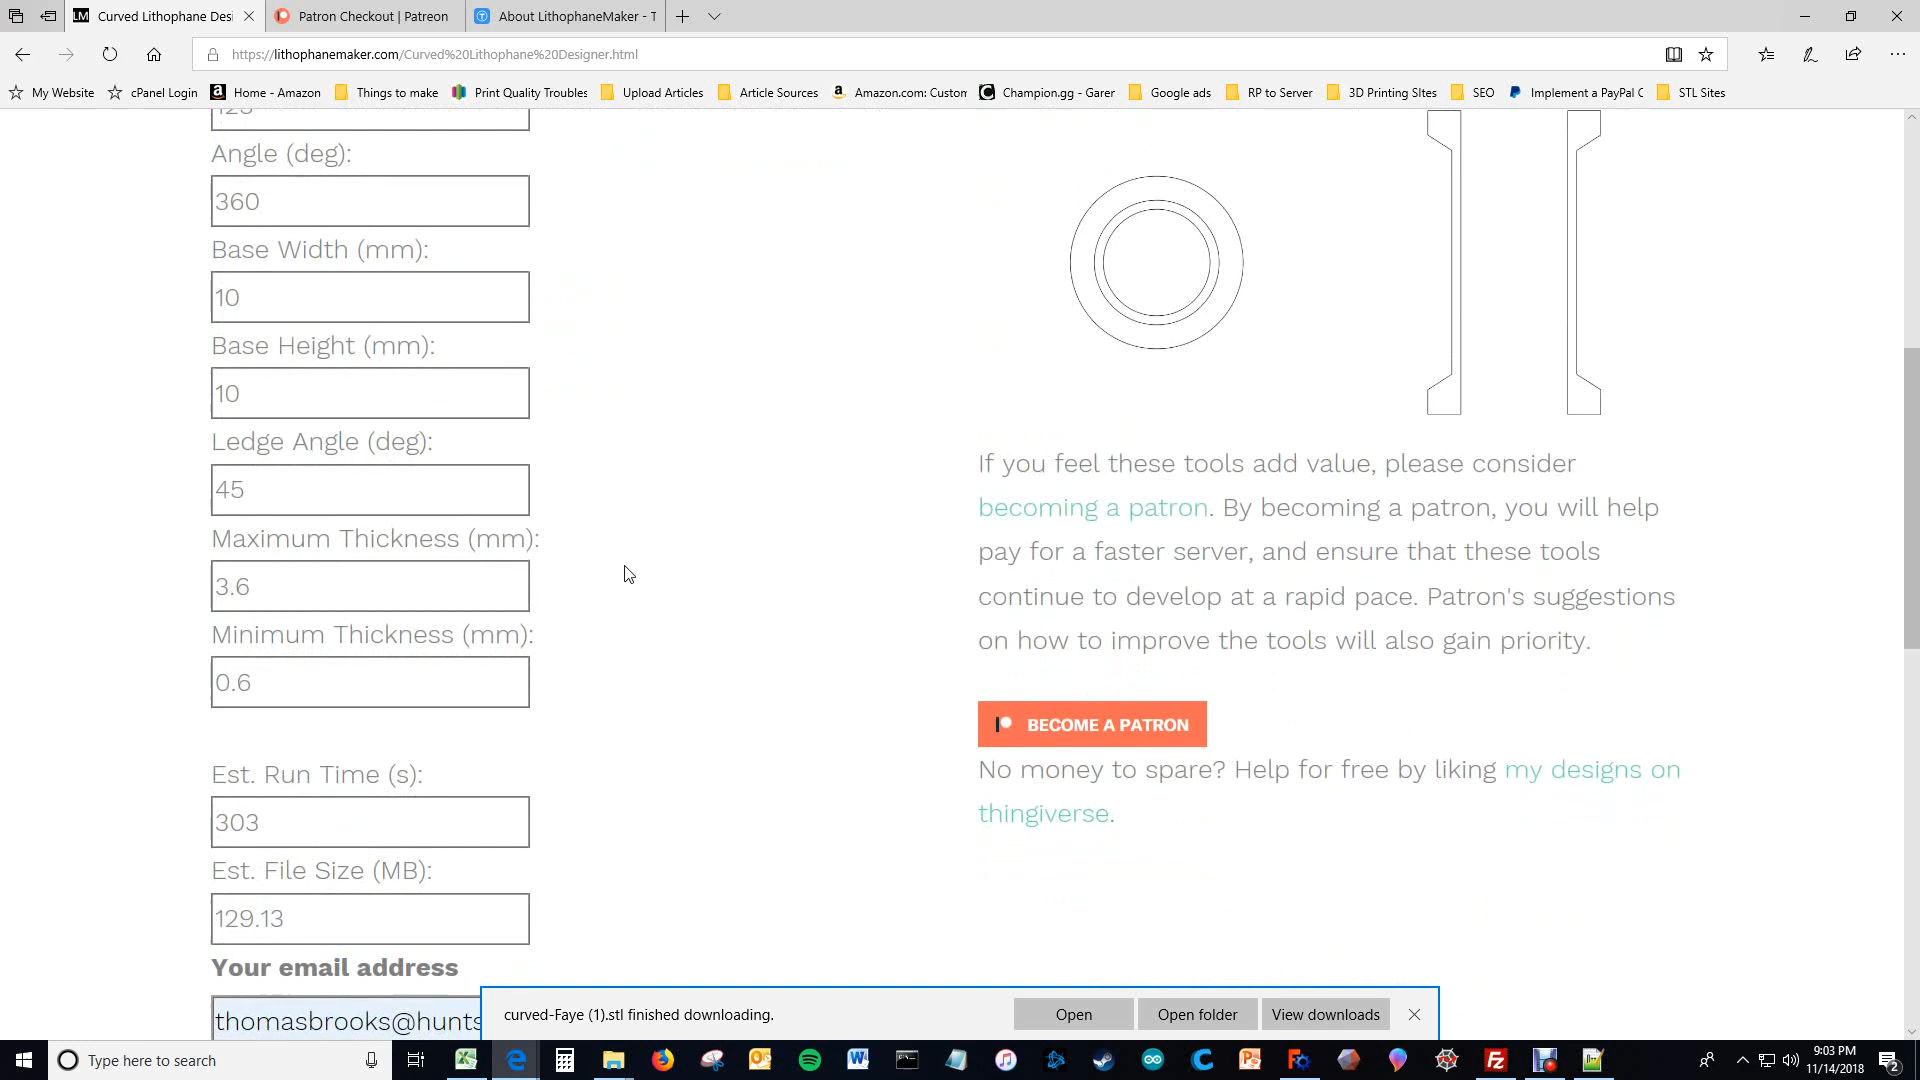 Curved Lithophane Desi
Patron Checkout | Patreon
About LithophaneMaker - T
https://lithophanemaker.com/Curved%20Lithophane%20Designer.html
My Website
cPanel Login
Home - Amazon
Things to make
Print Quality Troubles
Upload Articles
Article Sources
Amazon.com: Custom
Champion.gg - Garer
Google ads
RP to Server
3D Printing SItes
SEO
Implement a PayPal C
STL Sites
Angle (deg):
360
Base Width (mm):
10
Base Height (mm):
10
Ledge Angle (deg):
45
Maximum Thickness (mm):
3.6
Minimum Thickness (mm):
0.6
Est. Run Time (s):
303
Est. File Size (MB):
129.13
Your email address
thomasbrooks@hunts
If you feel these tools add value, please consider
becoming a patron. By becoming a patron, you will help
pay for a faster server, and ensure that these tools
continue to develop at a rapid pace. Patron's suggestions
on how to improve the tools will also gain priority.
BECOME A PATRON
No money to spare? Help for free by liking my designs on
thingiverse.
curved-Faye (1).stl finished downloading.
Open
Open folder
View downloads
Type here to search
9:03 PM
11/14/2018
2